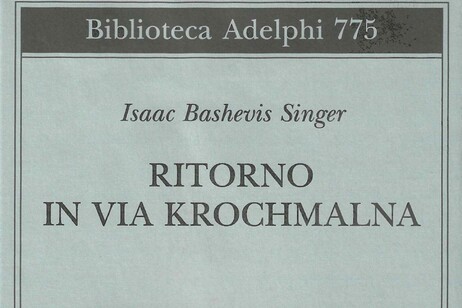 Biblioteca Adelphi 775
Isaac Bashevis Singer
RITORNO
IN VIA KROCHMALNA